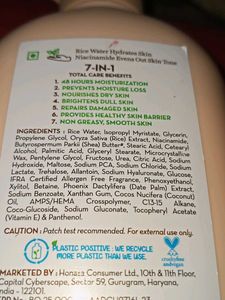 Rice Water Hydrates Skin
Niacinamide Evens Out Skin Tone
7-IN-1
TOTAL CARE BENEFITS
1. 48 HOURS MOISTURIZATION
2. PREVENTS MOISTURE LOSS
3. NOURISHES DRY SKIN
4. BRIGHTENS DULL SKIN
5. REPAIRS DAMAGED SKIN
6. PROVIDES HEALTHY SKIN BARRIER
7. NON GREASY, SMOOTH SKIN
INGREDIENTS: Rice Water, Isopropyl Myristate, Glycerin,
Propylene Glycol, Oryza Sativa (Rice) Extract, Niacinamide,
Butyrospermum Parkii (Shea) Butter*, Stearic Acid, Cetearyl
Alcohol, Palmitic Acid, Glyceryl Stearate, Microcrystalline
Wax, Pentylene Glycol, Fructose, Urea, Citric Acid, Sodium
Hydroxide, Maltose, Sodium PCA, Sodium Chloride, Sodium
Lactate, Trehalose, Allantoin, Sodium Hyaluronate, Glucose,
IFRA Certified Allergen Free Fragrance, Phenoxyethanol,
Xylitol, Betaine, Phoenix Dactylifera (Date Palm) Extract,
Sodium Benzoate, Xanthan Gum, Cocos Nucifera (Coconut)
Oil, AMPS/HEMA Crosspolymer, C13-15 Alkane,
Coco-Glucoside, Sodium Gluconate, Tocopheryl Acetate
(Vitamin E) & Panthenol.
CAUTION: Patch test recommended. For external use only.
PLASTIC POSITIVE: WE RECYCLE
MORE PLASTIC THAN WE USE.
MARKETED BY: Honasa Consumer Ltd., 10th & 11th Floor,
Capital Cyberscape, Sector 59, Gurugram, Haryana,
India - 122101.